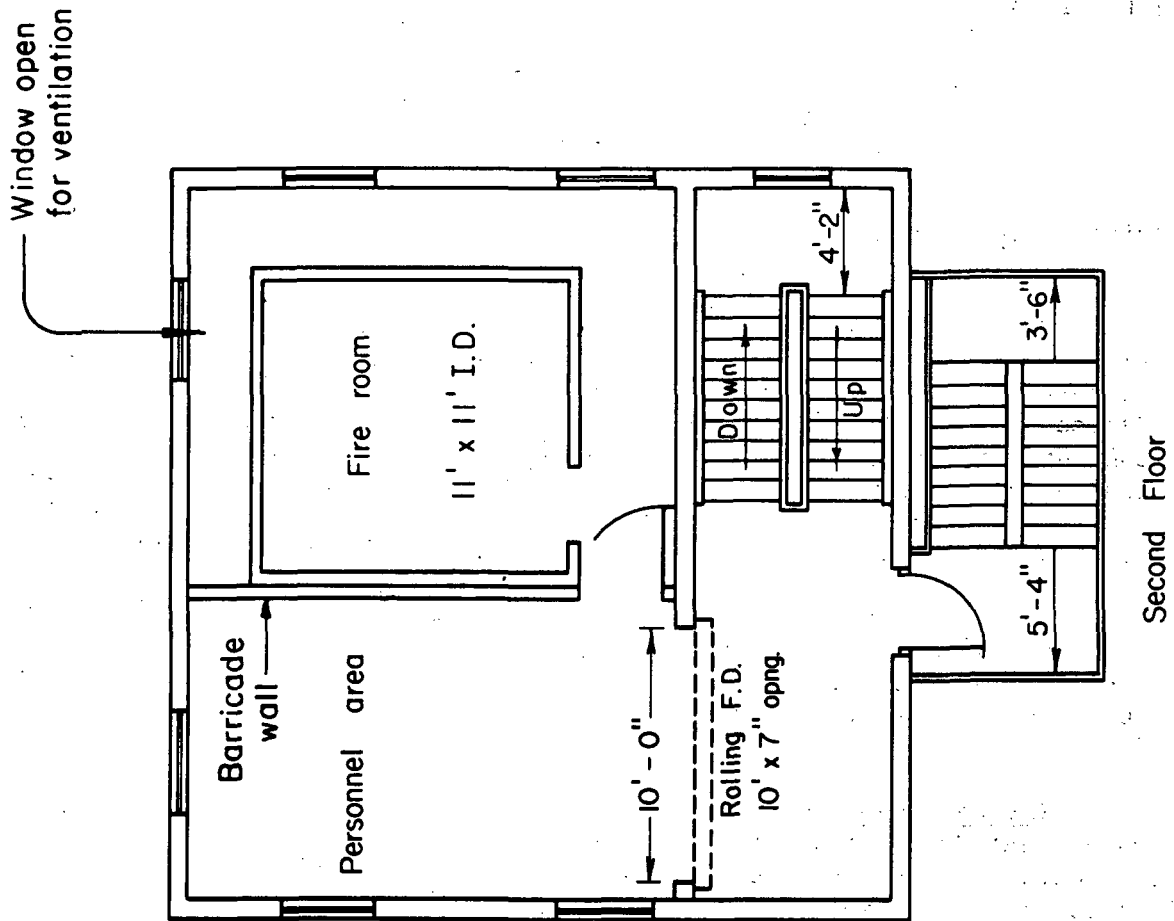 Window open
for ventilation
Fire room
11' x 11' I.D.
Barricade
wall
Personnel area
10'-0"
Rolling F.D.
10' x 7" opng.
Down
Up
4'-2"
3'-6"
5'-4"
Second Floor